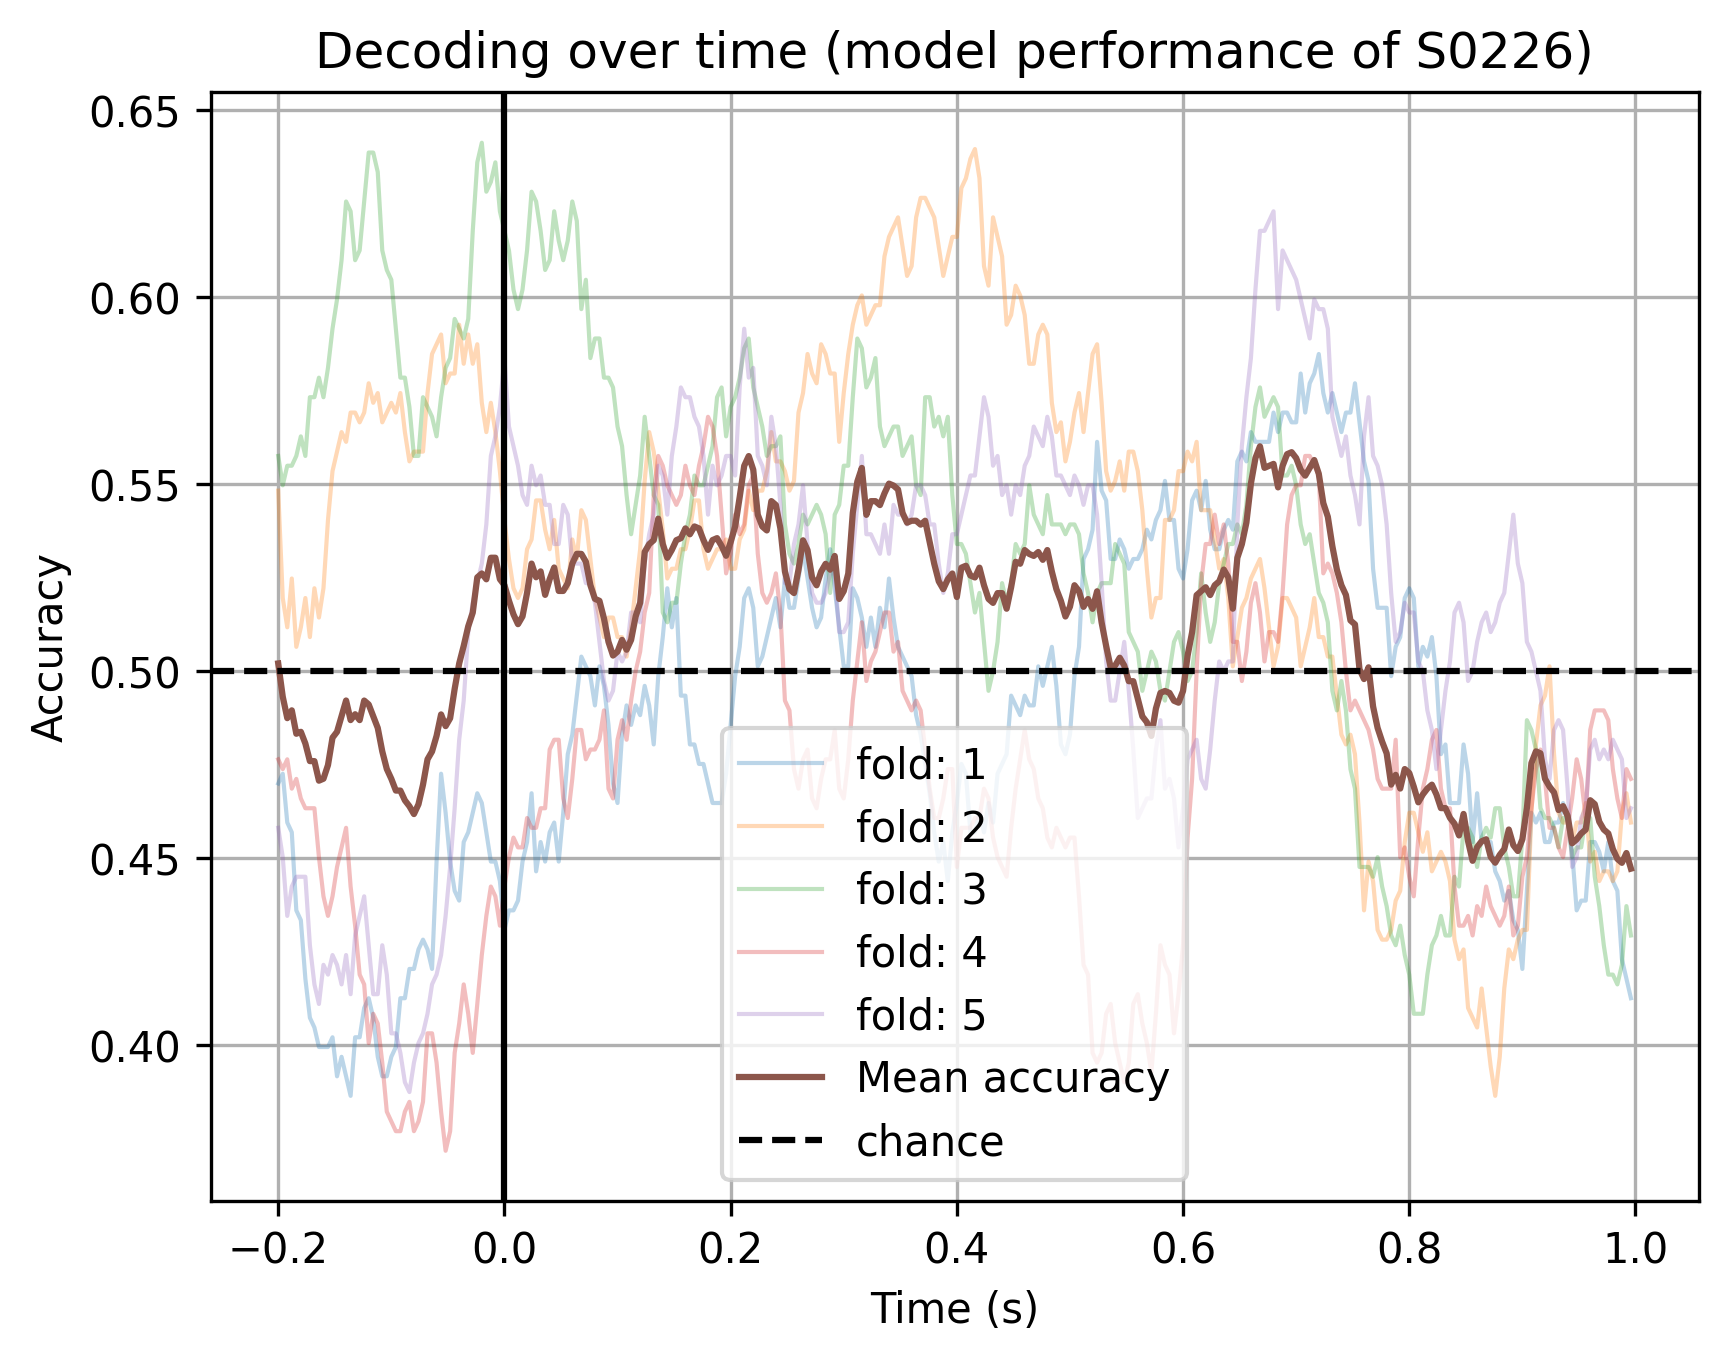 Decoding over time (model performance of S0226)
Accuracy
0.65
0.60
0.55
0.50
0.45
0.40
fold: 1
fold: 2
fold: 3
fold: 4
fold: 5
Mean accuracy
chance
−0.2
0.0
0.2
0.4
0.6
0.8
1.0
Time (s)